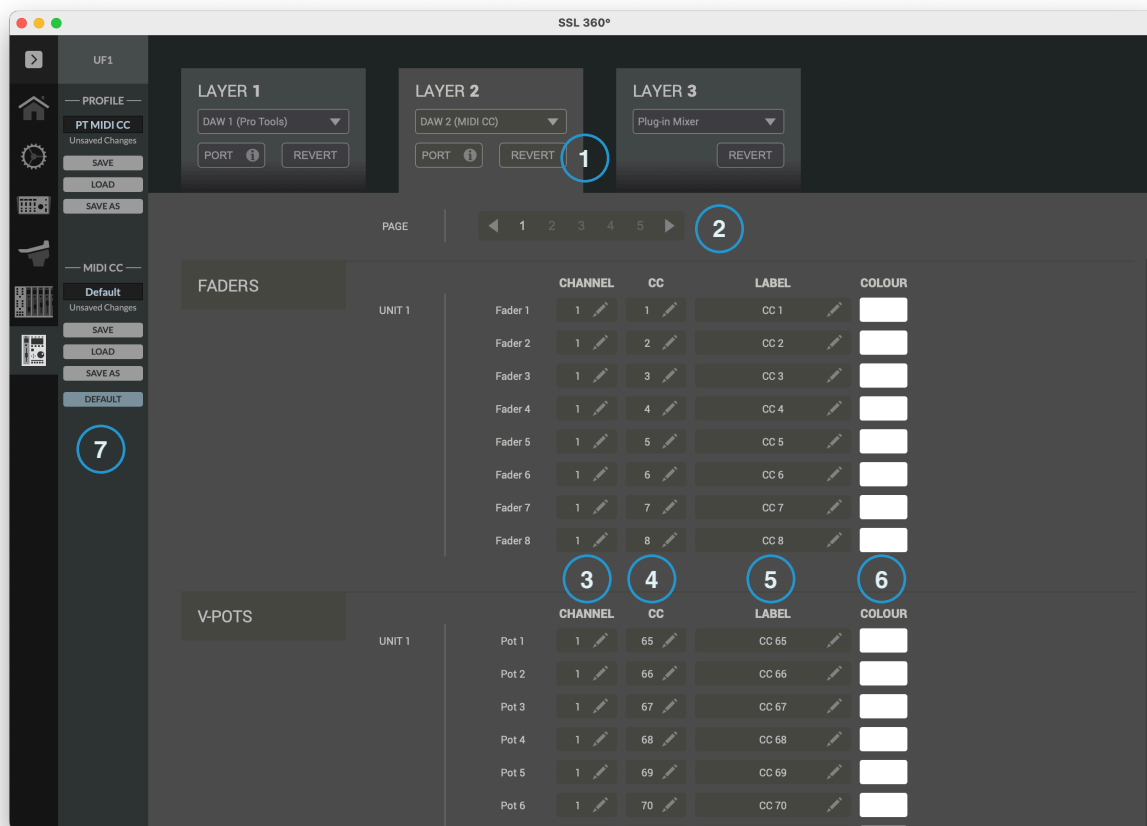 SSL 360°
UF1
PROFILE
PT MIDI CC
Unsaved Changes
SAVE
LOAD
SAVE AS
MIDI CC
Default
Unsaved Changes
SAVE
LOAD
SAVE AS
DEFAULT
7
LAYER 1
DAW 1 (Pro Tools)
PORT i REVERT
LAYER 2
DAW 2 (MIDI CC)
PORT i REVERT
1
LAYER 3
Plug-in Mixer
REVERT
PAGE 1 2 3 4 5
2
FADERS
CHANNEL CC LABEL COLOUR
UNIT 1 Fader 1 1 1 CC 1
Fader 2 1 2 CC 2
Fader 3 1 3 CC 3
Fader 4 1 4 CC 4
Fader 5 1 5 CC 5
Fader 6 1 6 CC 6
Fader 7 1 7 CC 7
Fader 8 1 8 CC 8
3 4 5 6
V-POTS
CHANNEL CC LABEL COLOUR
UNIT 1 Pot 1 1 65 CC 65
Pot 2 1 66 CC 66
Pot 3 1 67 CC 67
Pot 4 1 68 CC 68
Pot 5 1 69 CC 69
Pot 6 1 70 CC 70